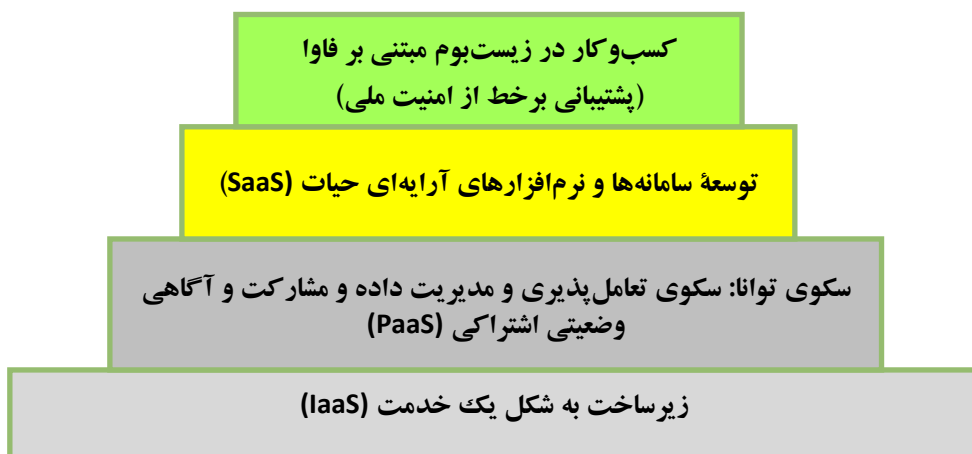 کسب‌وکار در زیست‌بوم مبتنی بر فاوا
(پشتیبانی برخط از امنیت ملی)
توسعهٔ سامانه‌ها و نرم‌افزارهای آرایه‌ای حیات (SaaS)
سکوی توانا: سکوی تعامل‌پذیری و مدیریت داده و مشارکت و آگاهی
وضعیتی اشتراکی (PaaS)
زیرساخت به شکل یک خدمت (IaaS)